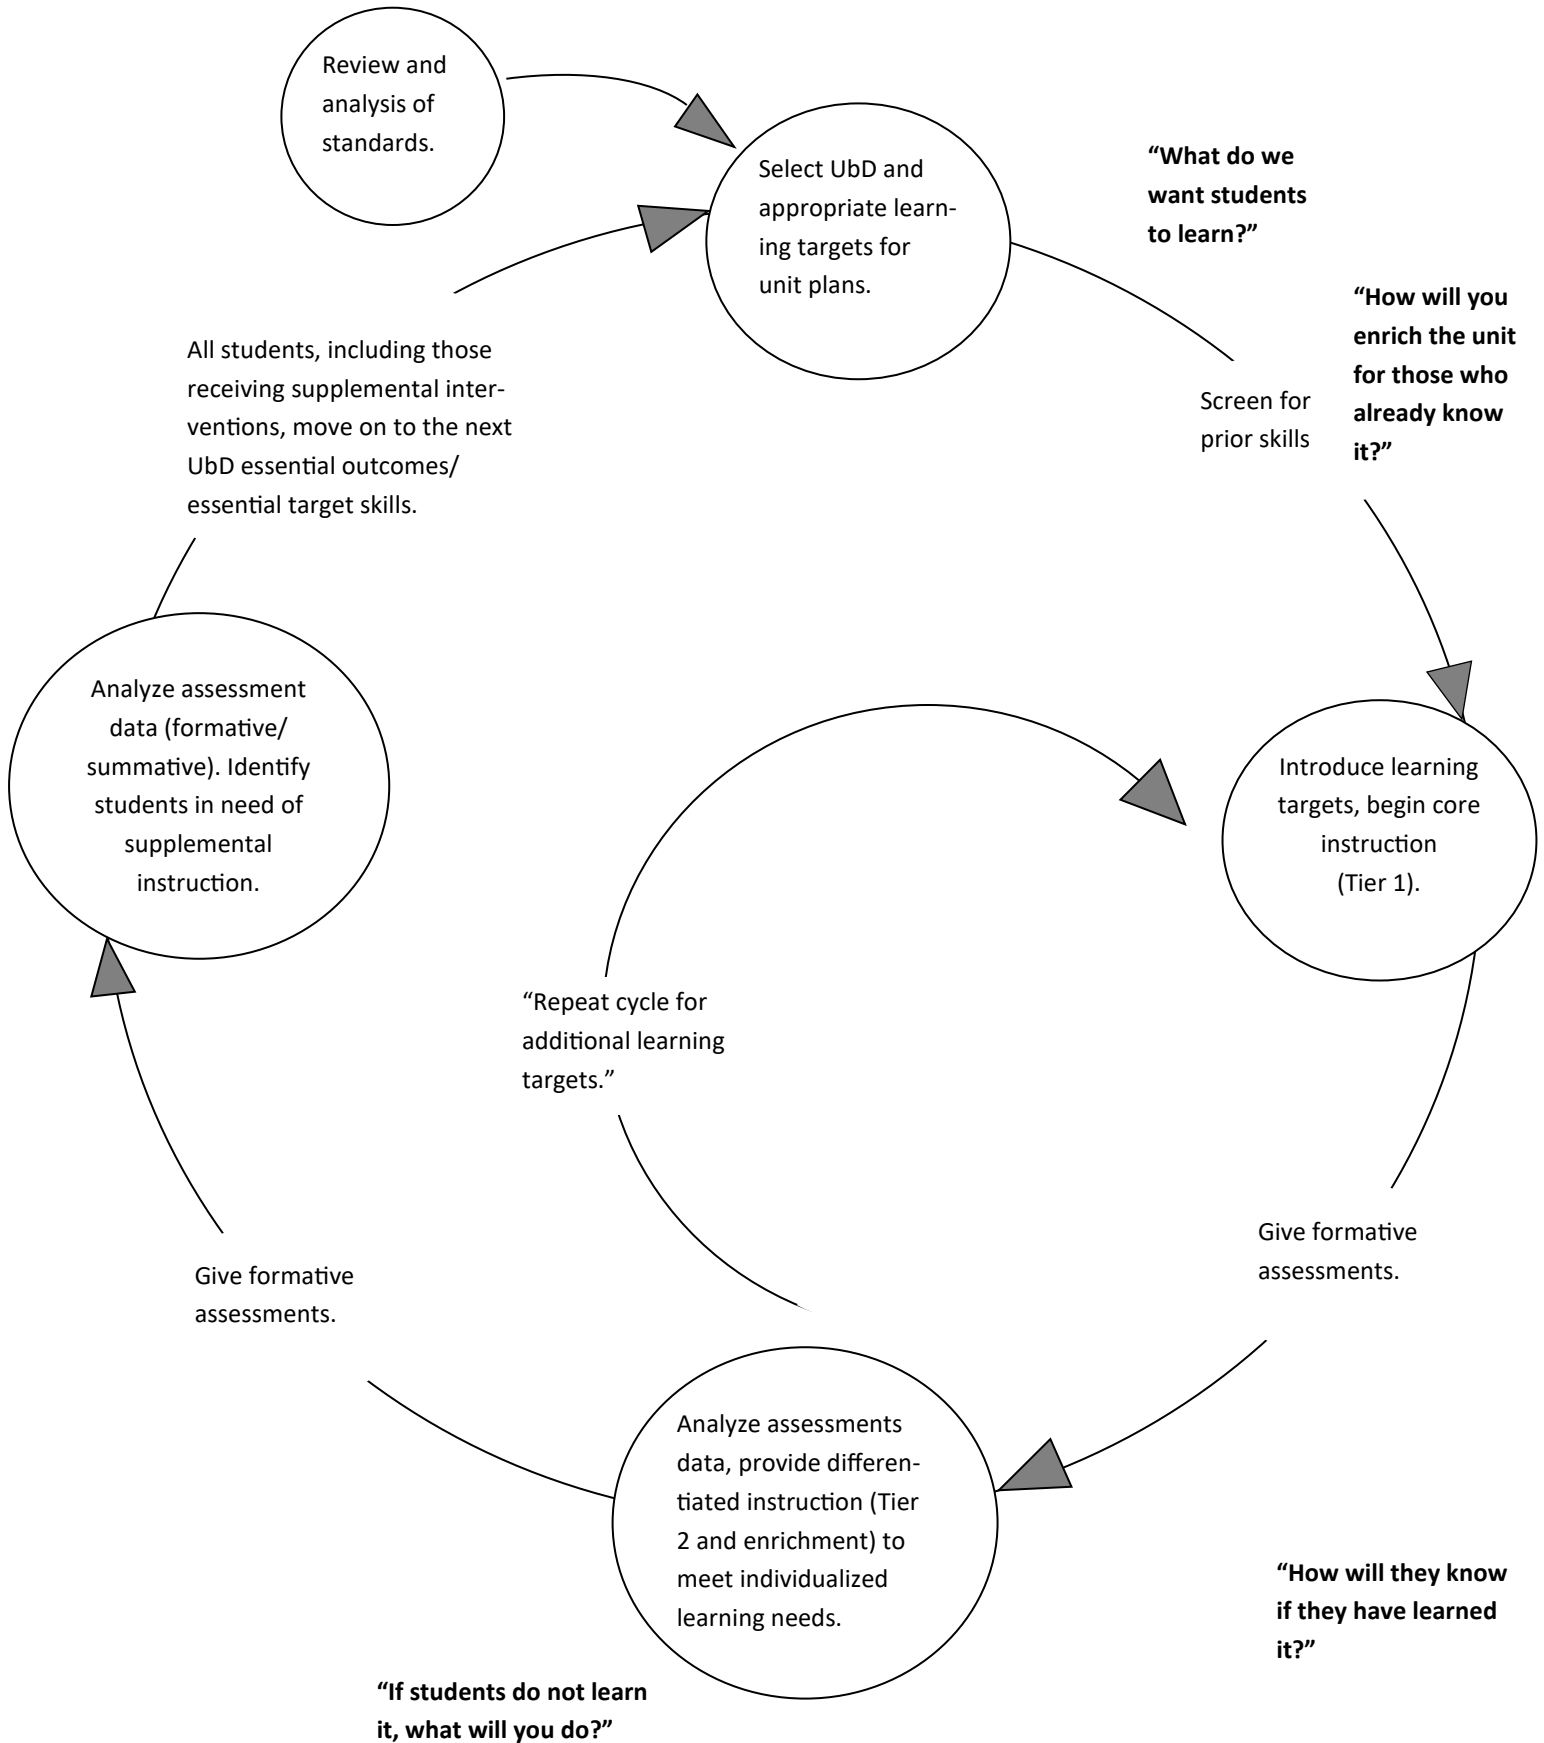 Review and
analysis of
standards.
Select UbD and
appropriate learn-
ing targets for
unit plans.
“What do we
want students
to learn?”
“How will you
enrich the unit
for those who
already know
it?”
Screen for
prior skills
All students, including those
receiving supplemental inter-
ventions, move on to the next
UbD essential outcomes/
essential target skills.
Analyze assessment
data (formative/
summative). Identify
students in need of
supplemental
instruction.
Introduce learning
targets, begin core
instruction
(Tier 1).
“Repeat cycle for
additional learning
targets.”
Give formative
assessments.
Give formative
assessments.
Analyze assessments
data, provide differen-
tiated instruction (Tier
2 and enrichment) to
meet individualized
learning needs.
“How will they know
if they have learned
it?”
“If students do not learn
it, what will you do?”